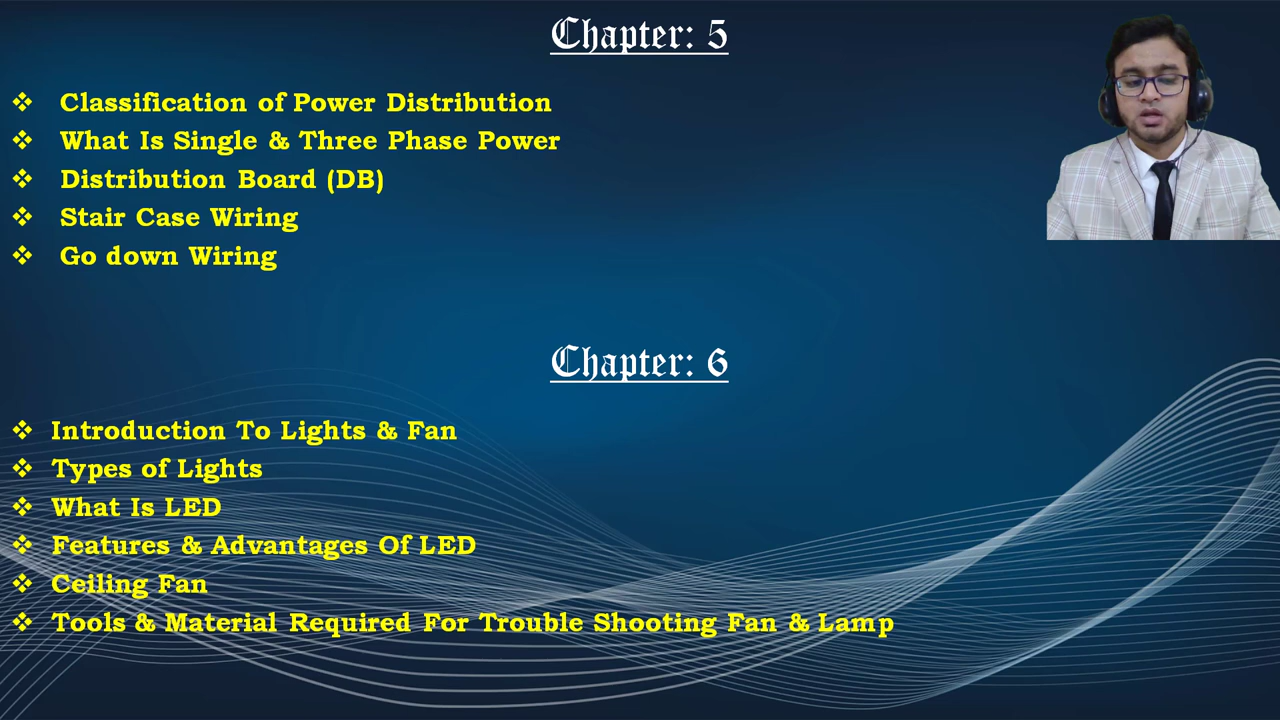 Chapter: 5
❖ Classification of Power Distribution
❖ What Is Single & Three Phase Power
❖ Distribution Board (DB)
❖ Stair Case Wiring
❖ Go down Wiring
Chapter: 6
❖ Introduction To Lights & Fan
❖ Types of Lights
❖ What Is LED
❖ Features & Advantages Of LED
❖ Ceiling Fan
❖ Tools & Material Required For Trouble Shooting Fan & Lamp